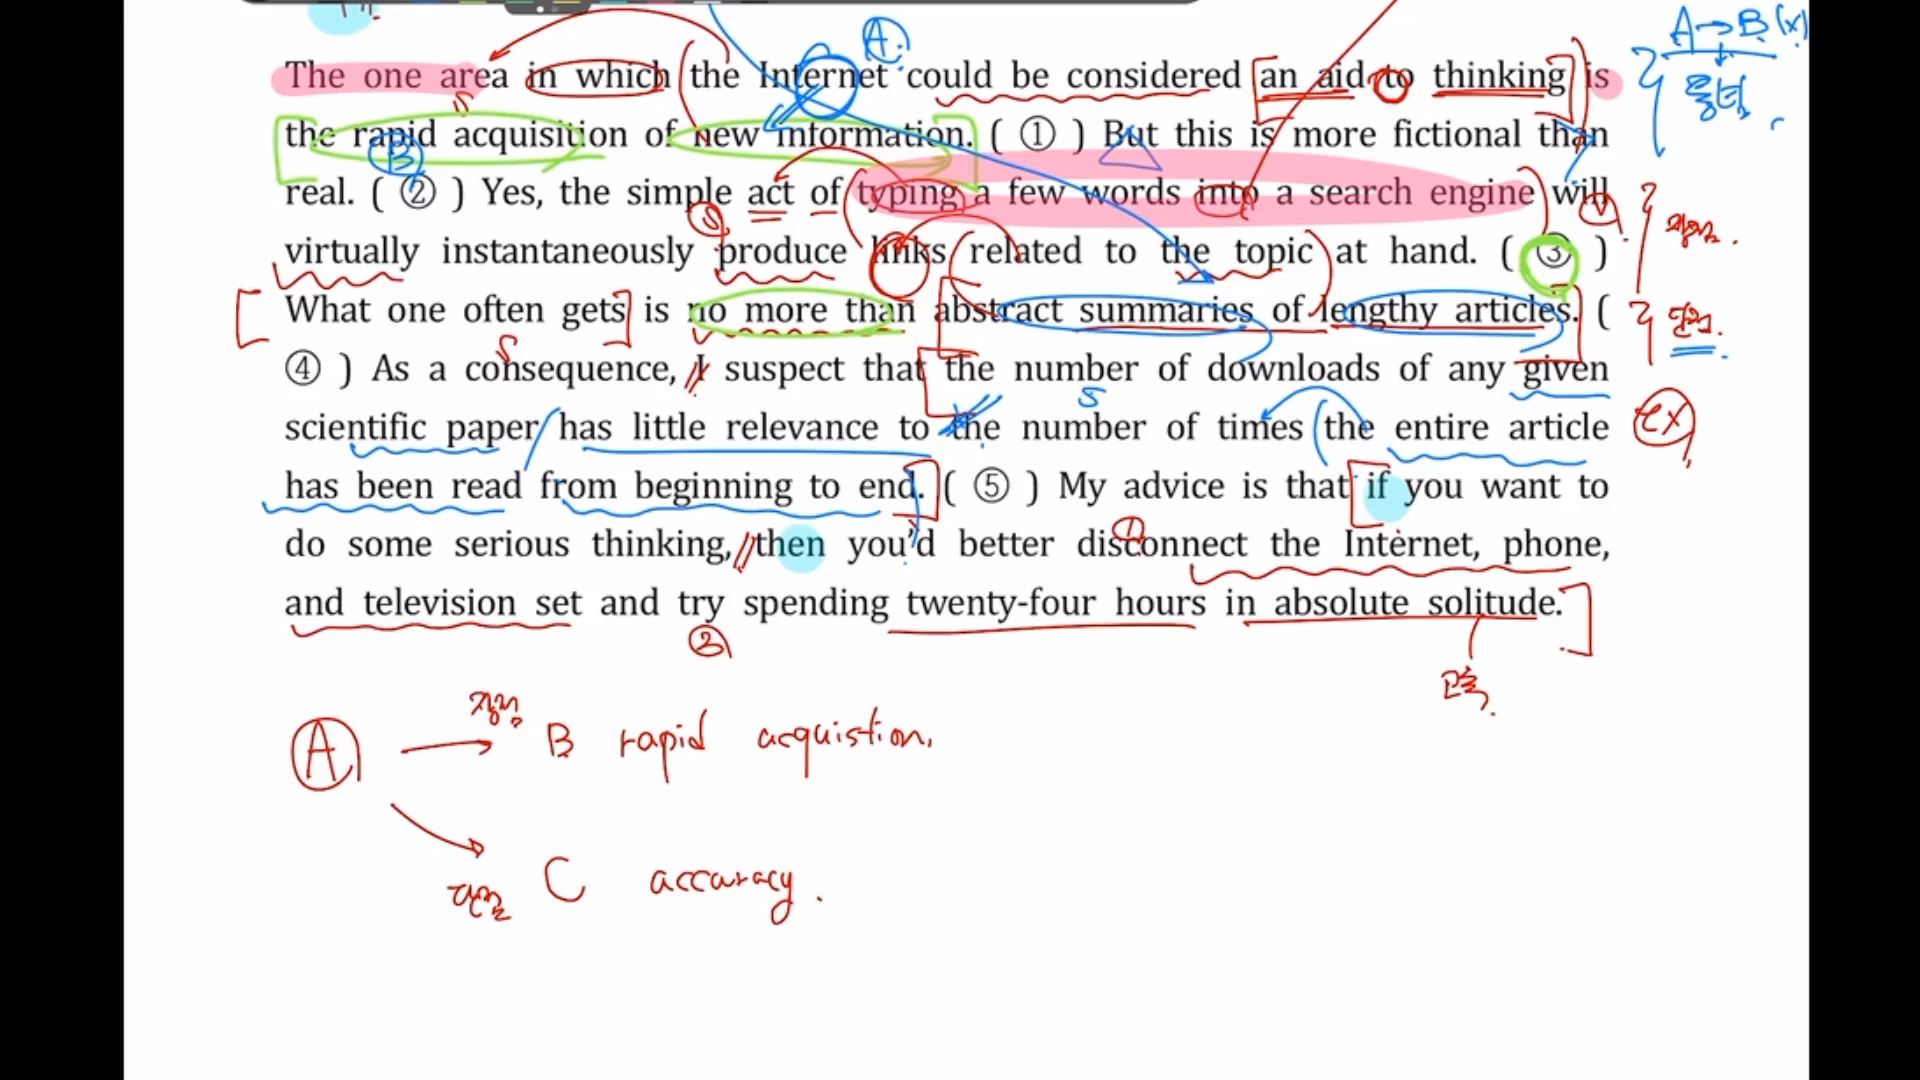 A → B (x)
The one area in which the Internet could be considered an aid to thinking is
the rapid acquisition of new information. ( ① ) But this is more fictional than
real. ( ② ) Yes, the simple act of typing a few words into a search engine will
virtually instantaneously produce links related to the topic at hand. ( ③ )
What one often gets is no more than abstract summaries of lengthy articles. (
④ ) As a consequence, I suspect that the number of downloads of any given
scientific paper has little relevance to the number of times the entire article
has been read from beginning to end. ( ⑤ ) My advice is that if you want to
do some serious thinking, then you'd better disconnect the Internet, phone,
and television set and try spending twenty-four hours in absolute solitude.
A
B
S
①
S
S
ex
①
②
A → B rapid acquistion.
C accuracy.